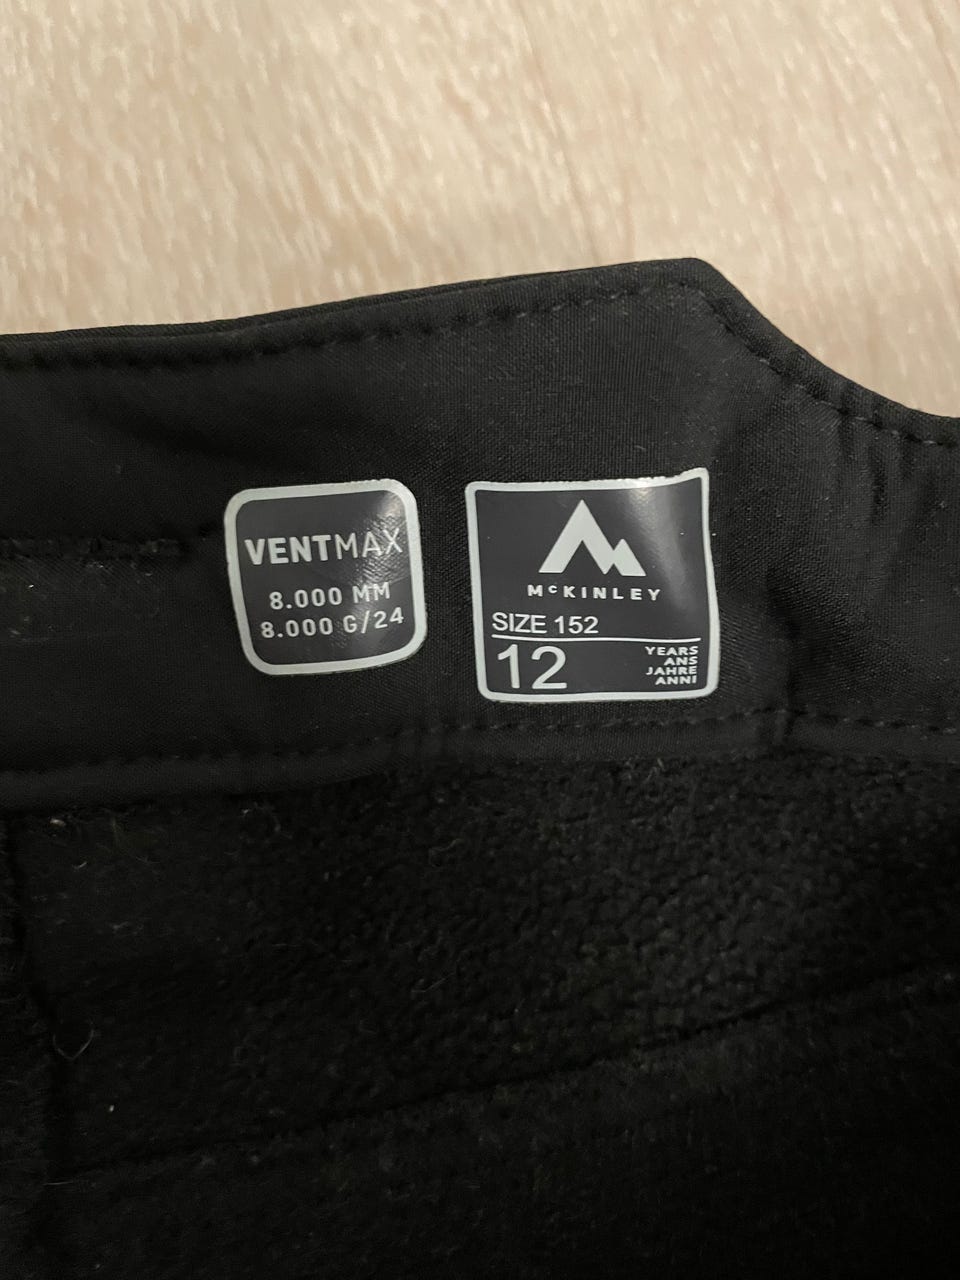 VENTMAX
8.000 MM
8.000 G/24
McKINLEY
SIZE 152
12
YEARS
ANS
JAHRE
ANNI